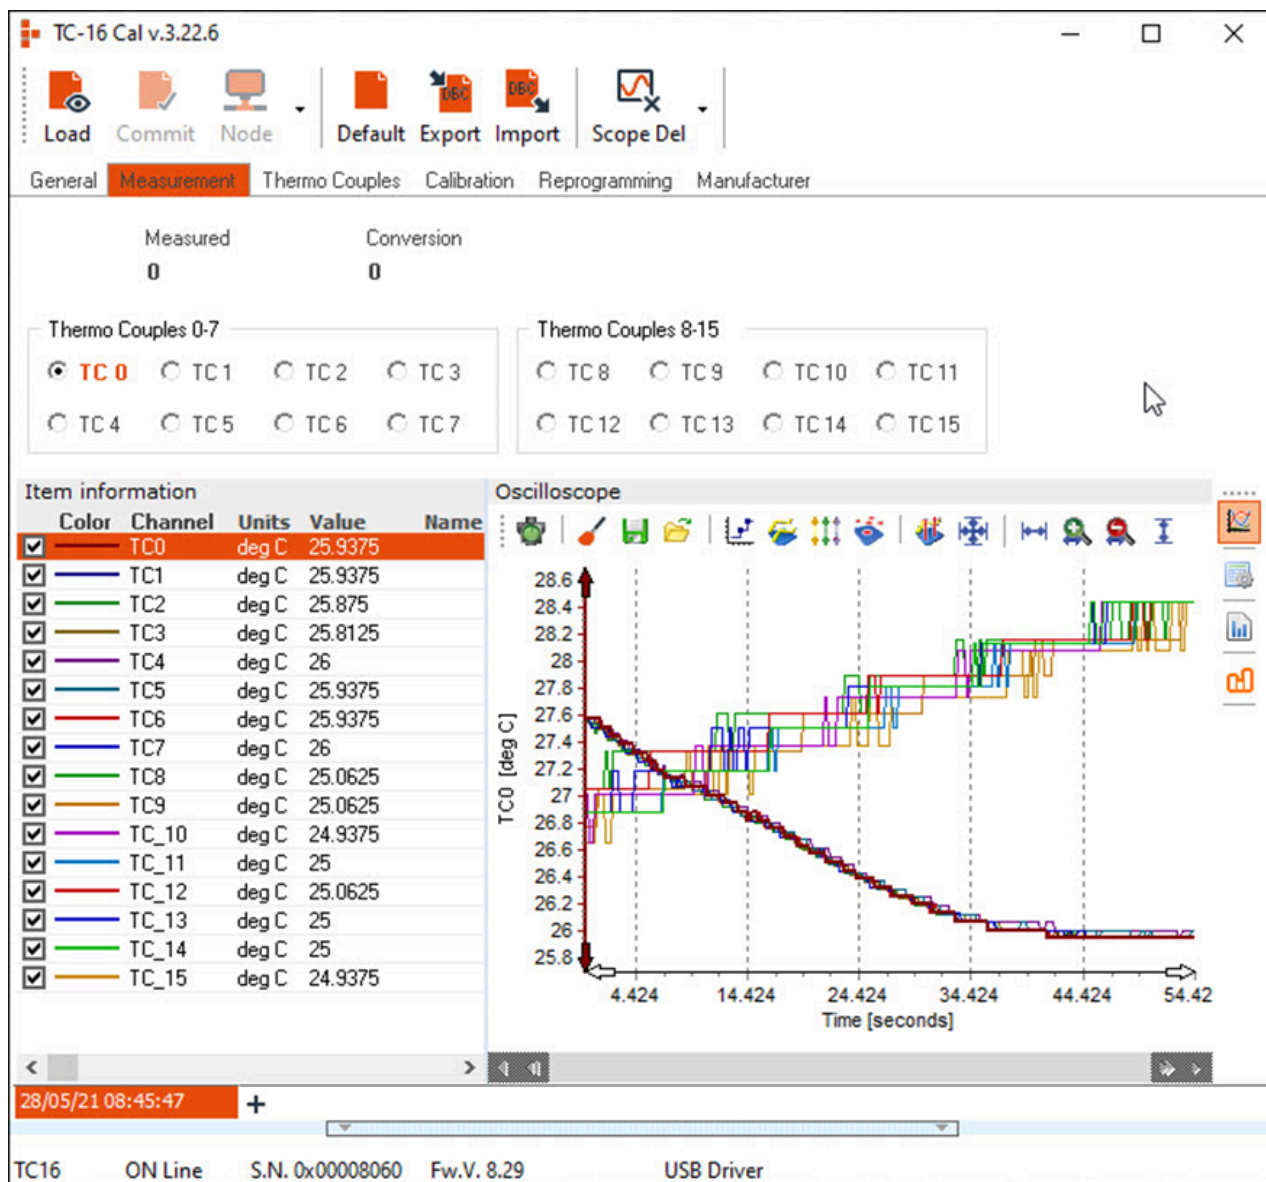 TC-16 Cal v.3.22.6
DBC DBC
Load Commit Node Default Export Import Scope Del
General Measurement Thermo Couples Calibration Reprogramming Manufacturer
Measured Conversion
0 0
Thermo Couples 0-7 Thermo Couples 8-15
TC 0 TC 1 TC 2 TC 3 TC 8 TC 9 TC 10 TC 11
TC 4 TC 5 TC 6 TC 7 TC 12 TC 13 TC 14 TC 15
Item information
Color Channel Units Value Name
TC0 deg C 25.9375
TC1 deg C 25.9375
TC2 deg C 25.875
TC3 deg C 25.8125
TC4 deg C 26
TC5 deg C 25.9375
TC6 deg C 25.9375
TC7 deg C 26
TC8 deg C 25.0625
TC9 deg C 25.0625
TC_10 deg C 24.9375
TC_11 deg C 25
TC_12 deg C 25.0625
TC_13 deg C 25
TC_14 deg C 25
TC_15 deg C 24.9375
Oscilloscope
TC0 [deg C]
28.6
28.4
28.2
28
27.8
27.6
27.4
27.2
27
26.8
26.6
26.4
26.2
26
25.8
4.424 14.424 24.424 34.424 44.424 54.42
Time [seconds]
28/05/21 08:45:47 +
TC16 ON Line S.N. 0x00008060 Fw.V. 8.29 USB Driver